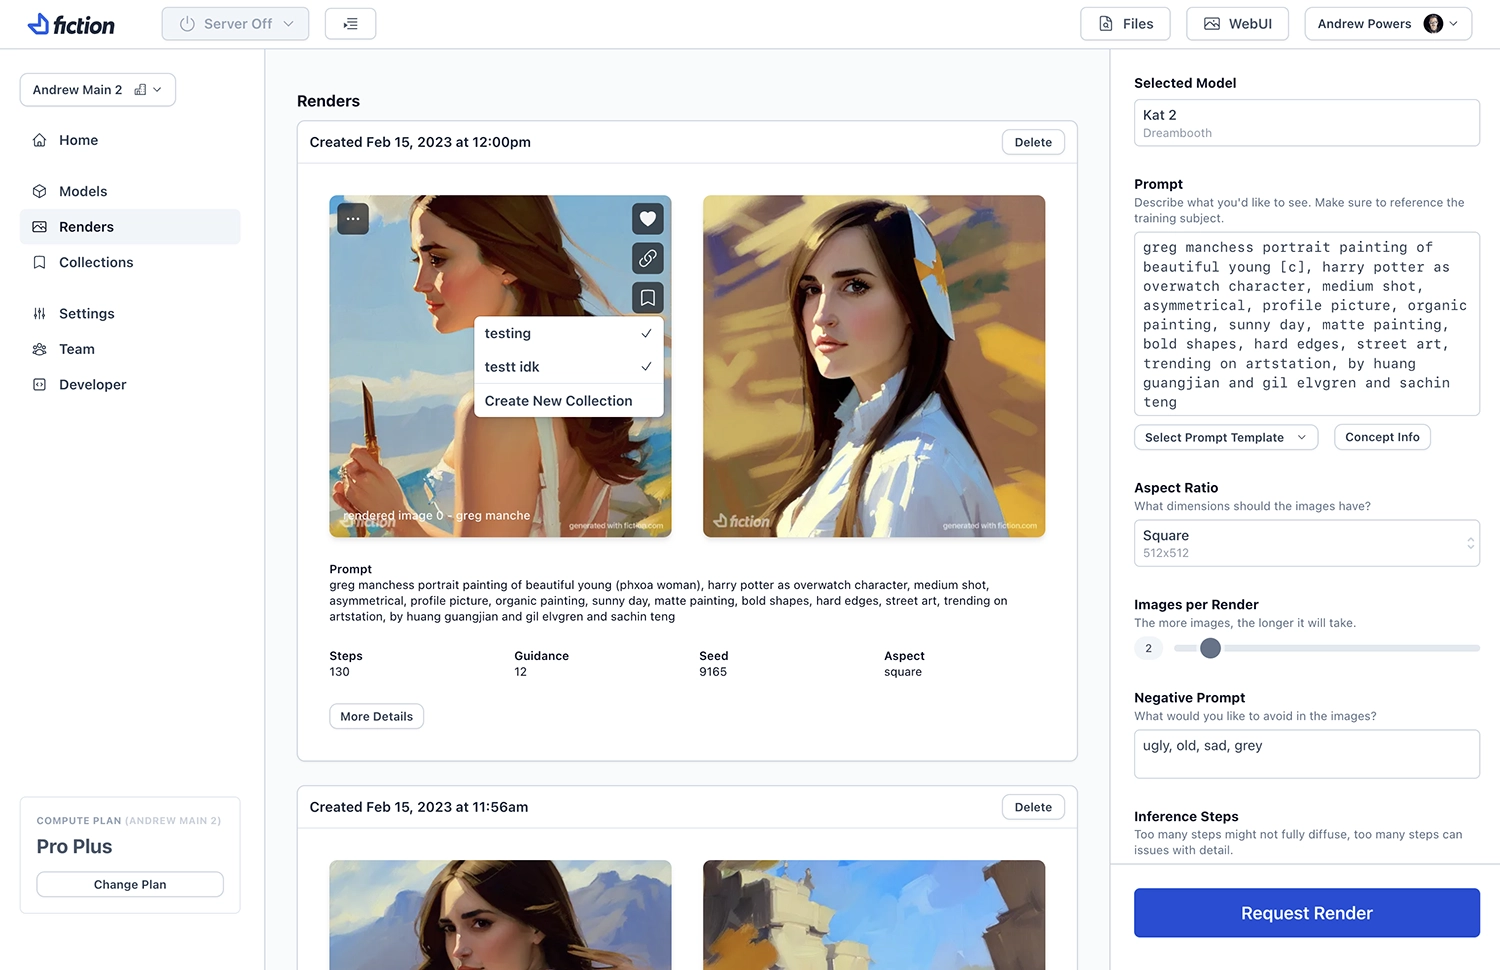 fiction
Server Off
Files
WebUI
Andrew Powers
Andrew Main 2
Home
Models
Renders
Collections
Settings
Team
Developer
COMPUTE PLAN (ANDREW MAIN 2)
Pro Plus
Change Plan
Renders
Created Feb 15, 2023 at 12:00pm
Delete
testing
testt idk
Create New Collection
rendered image 0 - greg manche
fiction
generated with fiction.com
fiction
generated with fiction.com
Prompt
greg manchess portrait painting of beautiful young (phxoa woman), harry potter as overwatch character, medium shot,
asymmetrical, profile picture, organic painting, sunny day, matte painting, bold shapes, hard edges, street art, trending on
artstation, by huang guangjian and gil elvgren and sachin teng
Steps
130
Guidance
12
Seed
9165
Aspect
square
More Details
Created Feb 15, 2023 at 11:56am
Delete
Selected Model
Kat 2
Dreambooth
Prompt
Describe what you'd like to see. Make sure to reference the
training subject.
greg manchess portrait painting of
beautiful young [c], harry potter as
overwatch character, medium shot,
asymmetrical, profile picture, organic
painting, sunny day, matte painting,
bold shapes, hard edges, street art,
trending on artstation, by huang
guangjian and gil elvgren and sachin
teng
Select Prompt Template
Concept Info
Aspect Ratio
What dimensions should the images have?
Square
512x512
Images per Render
The more images, the longer it will take.
2
Negative Prompt
What would you like to avoid in the images?
ugly, old, sad, grey
Inference Steps
Too many steps might not fully diffuse, too many steps can
issues with detail.
Request Render